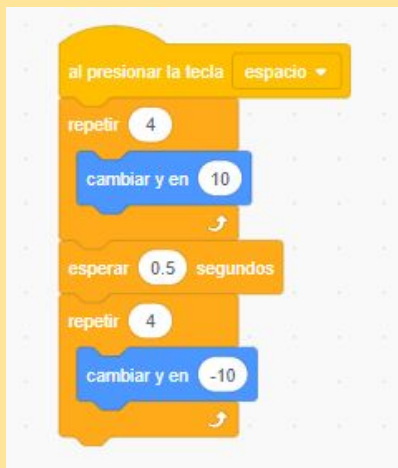 al presionar la tecla espacio
repetir 4
cambiar y en 10
esperar 0.5 segundos
repetir 4
cambiar y en -10